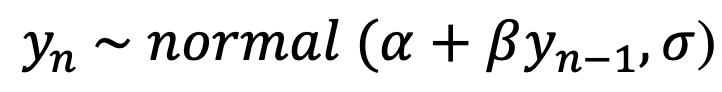 yₙ ~ normal (α + βyₙ₋₁, σ)